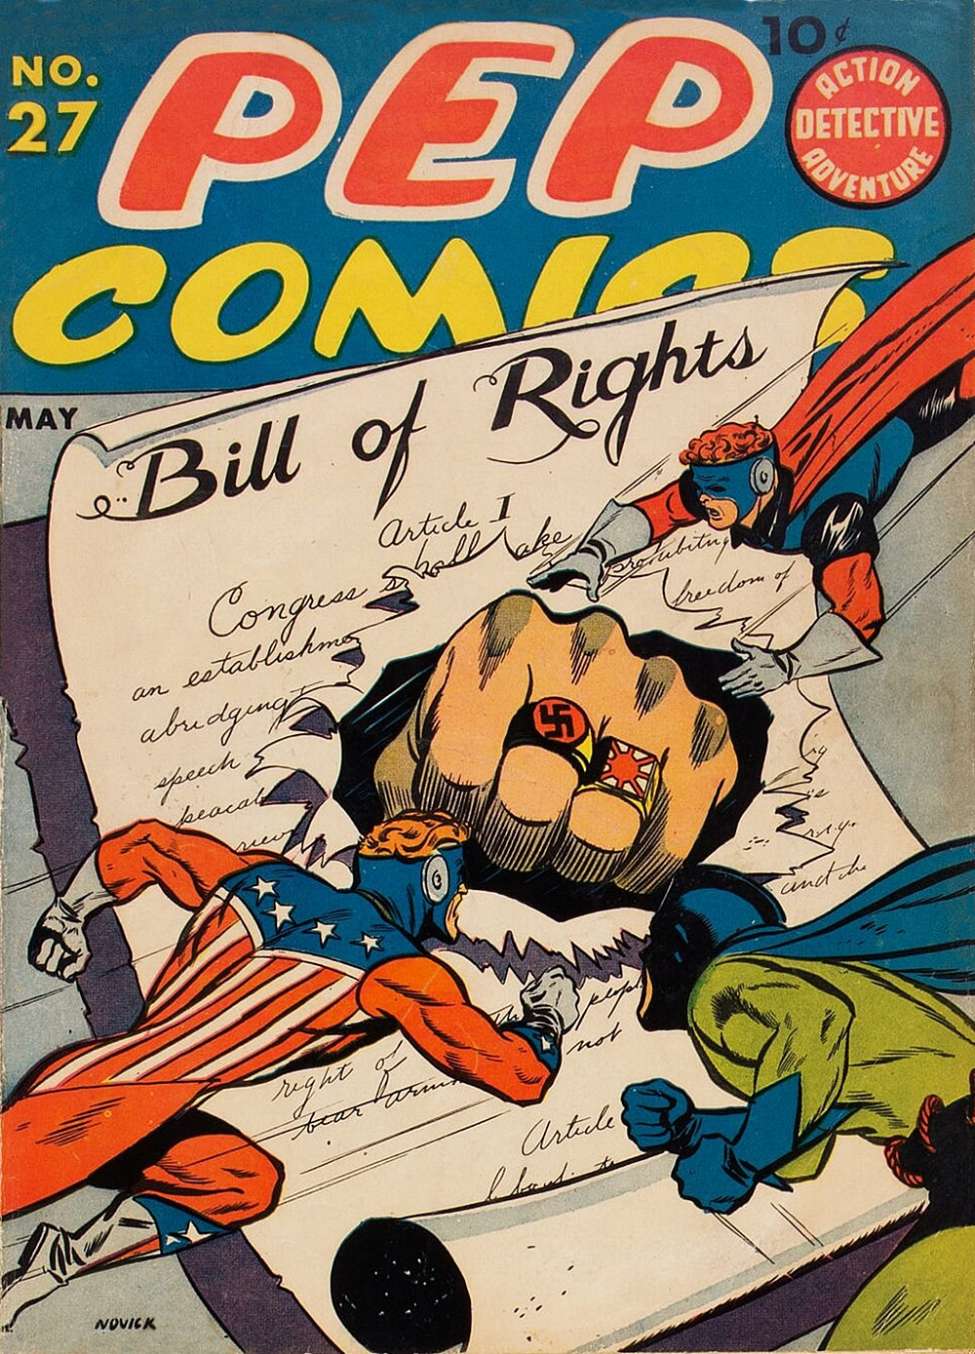 NO.
27
PEP
COMICS
10¢
ACTION
DETECTIVE
ADVENTURE
MAY
Bill of Rights
Article I
Congress shall make
prohibiting
freedom of
an establishme
abridging
speech
peacab
and the
people
right of
not
bear arms
Article
NOVICK